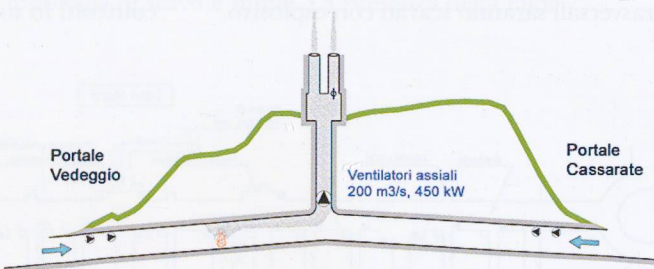 Portale
Vedeggio
Ventilatori assiali
200 m3/s, 450 kW
Portale
Cassarate